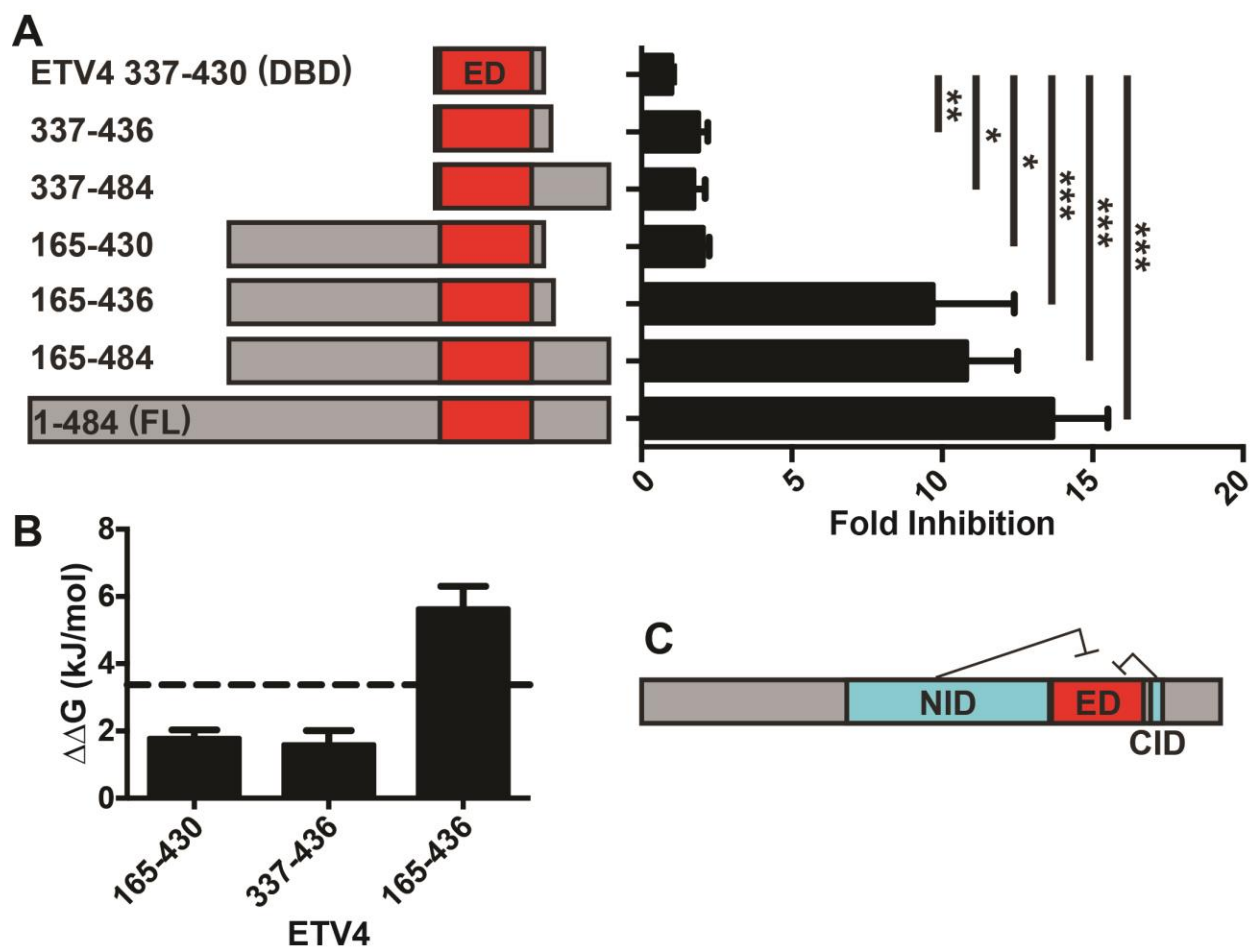 A
ETV4 337-430 (DBD)
ED
337-436
337-484
165-430
165-436
165-484
1-484 (FL)
**
*
*
***
***
***
0
5
10
15
20
Fold Inhibition
B
8
6
4
2
0
ΔΔG (kJ/mol)
165-430
337-436
165-436
ETV4
C
NID
ED
CID